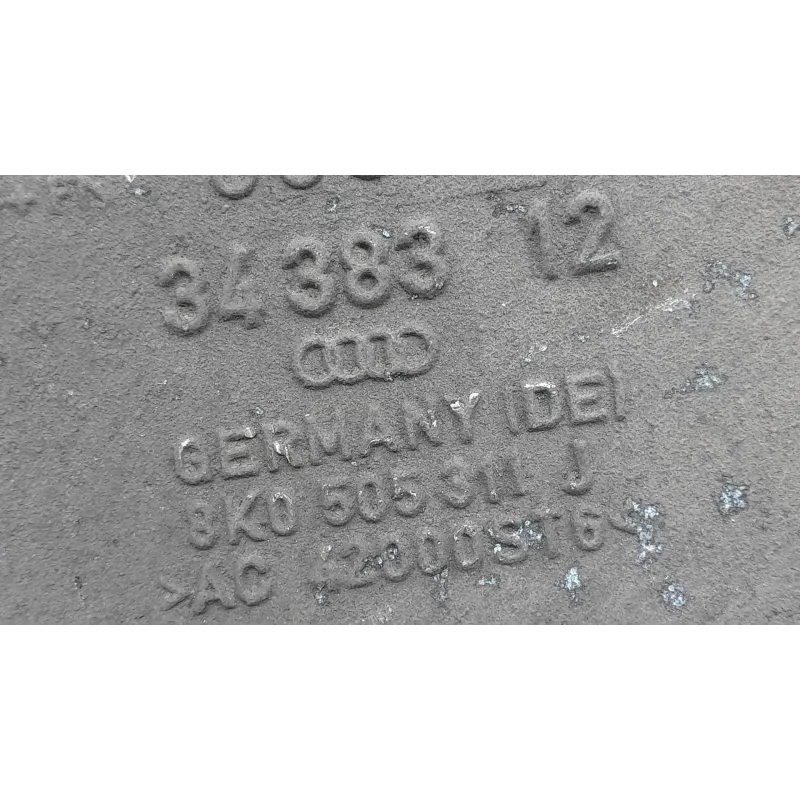 34 383 12
GERMANY (DE)
8K0 505 311 J
>AC 42000ST6<